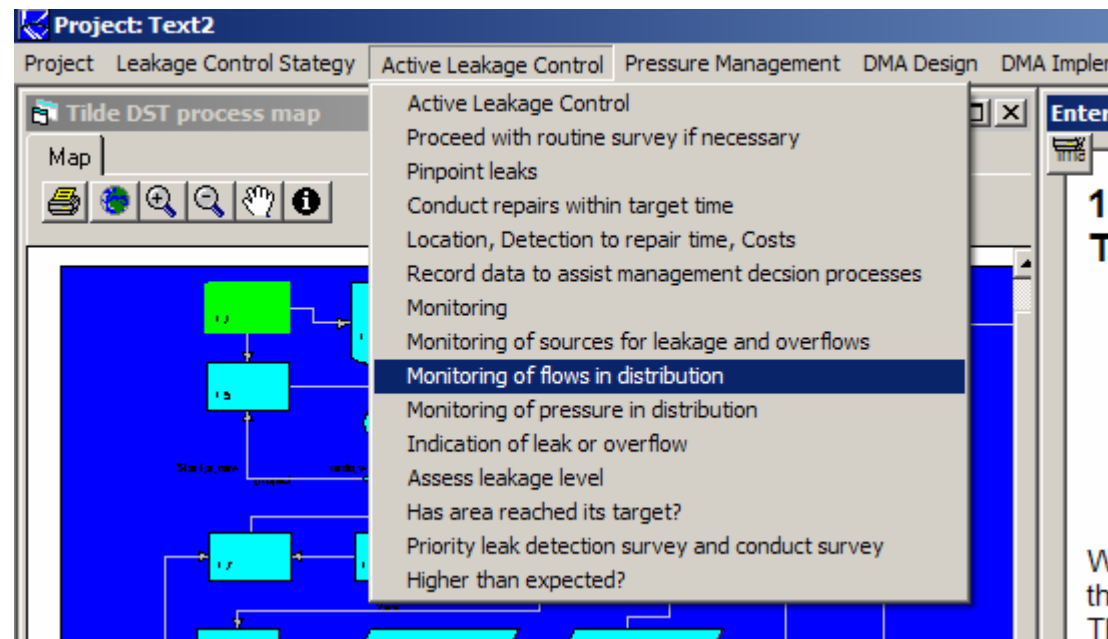 Project: Text2
Project Leakage Control Stategy Active Leakage Control Pressure Management DMA Design DMA
Tilde DST process map
Map
Active Leakage Control
Proceed with routine survey if necessary
Pinpoint leaks
Conduct repairs within target time
Location, Detection to repair time, Costs
Record data to assist management decsion processes
Monitoring
Monitoring of sources for leakage and overflows
Monitoring of flows in distribution
Monitoring of pressure in distribution
Indication of leak or overflow
Assess leakage level
Has area reached its target?
Priority leak detection survey and conduct survey
Higher than expected?
Enter
1
T